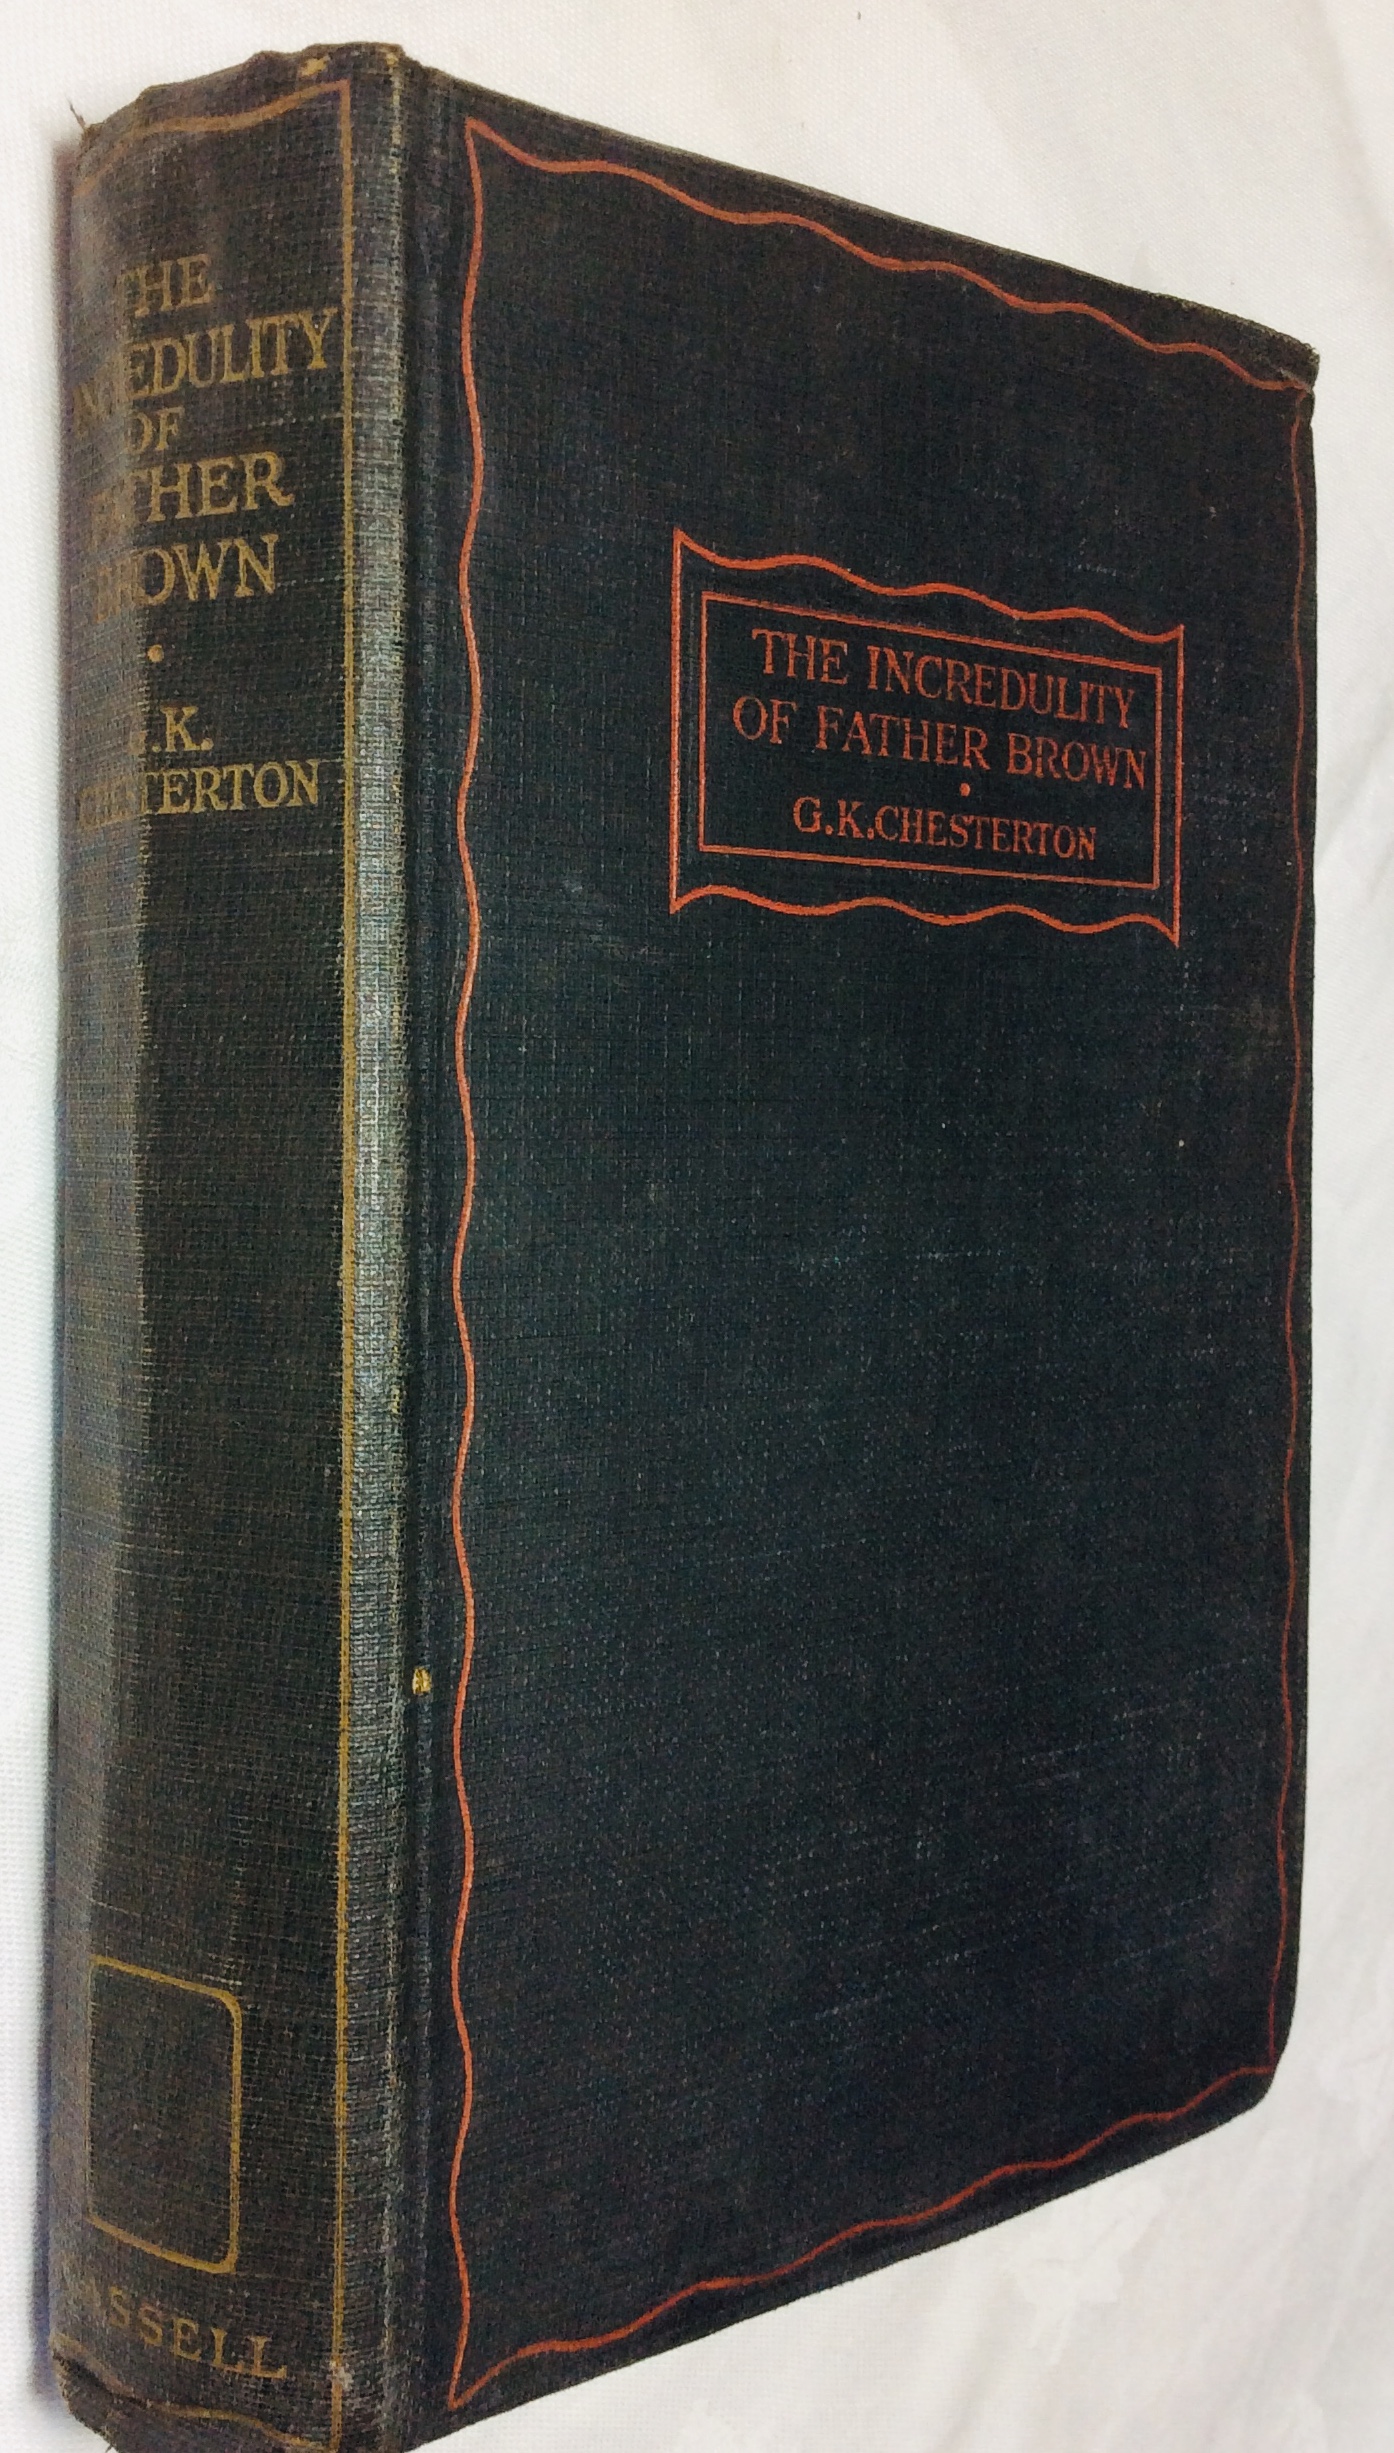 THE
INCREDULITY
OF
FATHER
BROWN
•
G.K.
CHESTERTON
CASSELL
THE INCREDULITY
OF FATHER BROWN
•
G.K.CHESTERTON